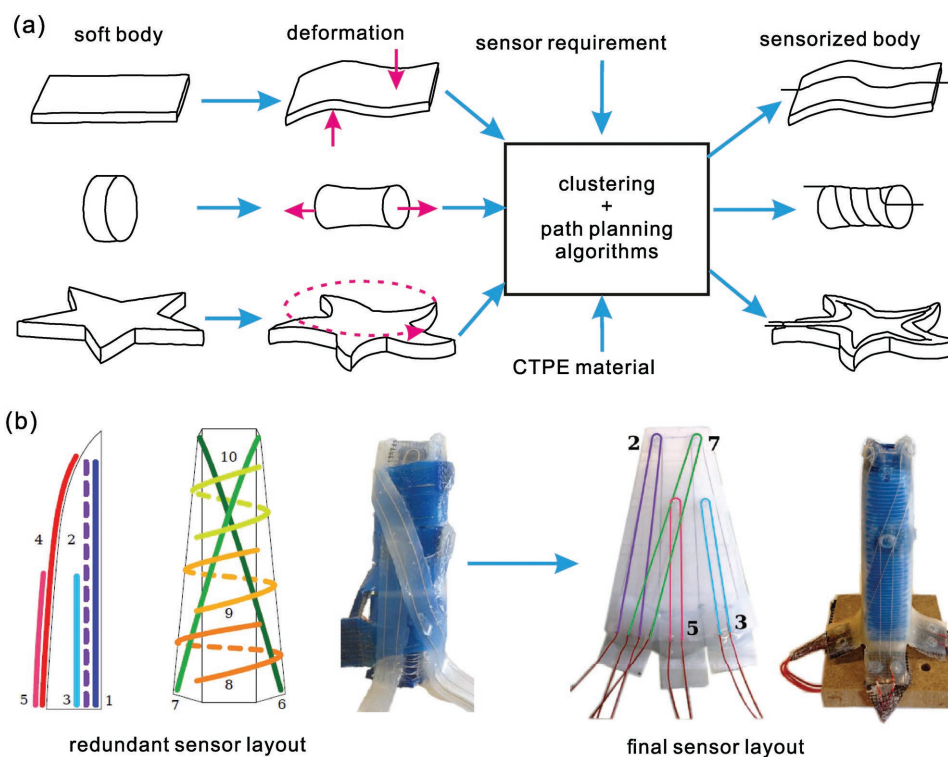 (a)
soft body
deformation
sensor requirement
sensorized body
clustering
+
path planning
algorithms
CTPE material
(b)
10
4
2
9
8
5
3
1
7
6
redundant sensor layout
2
7
5
3
final sensor layout